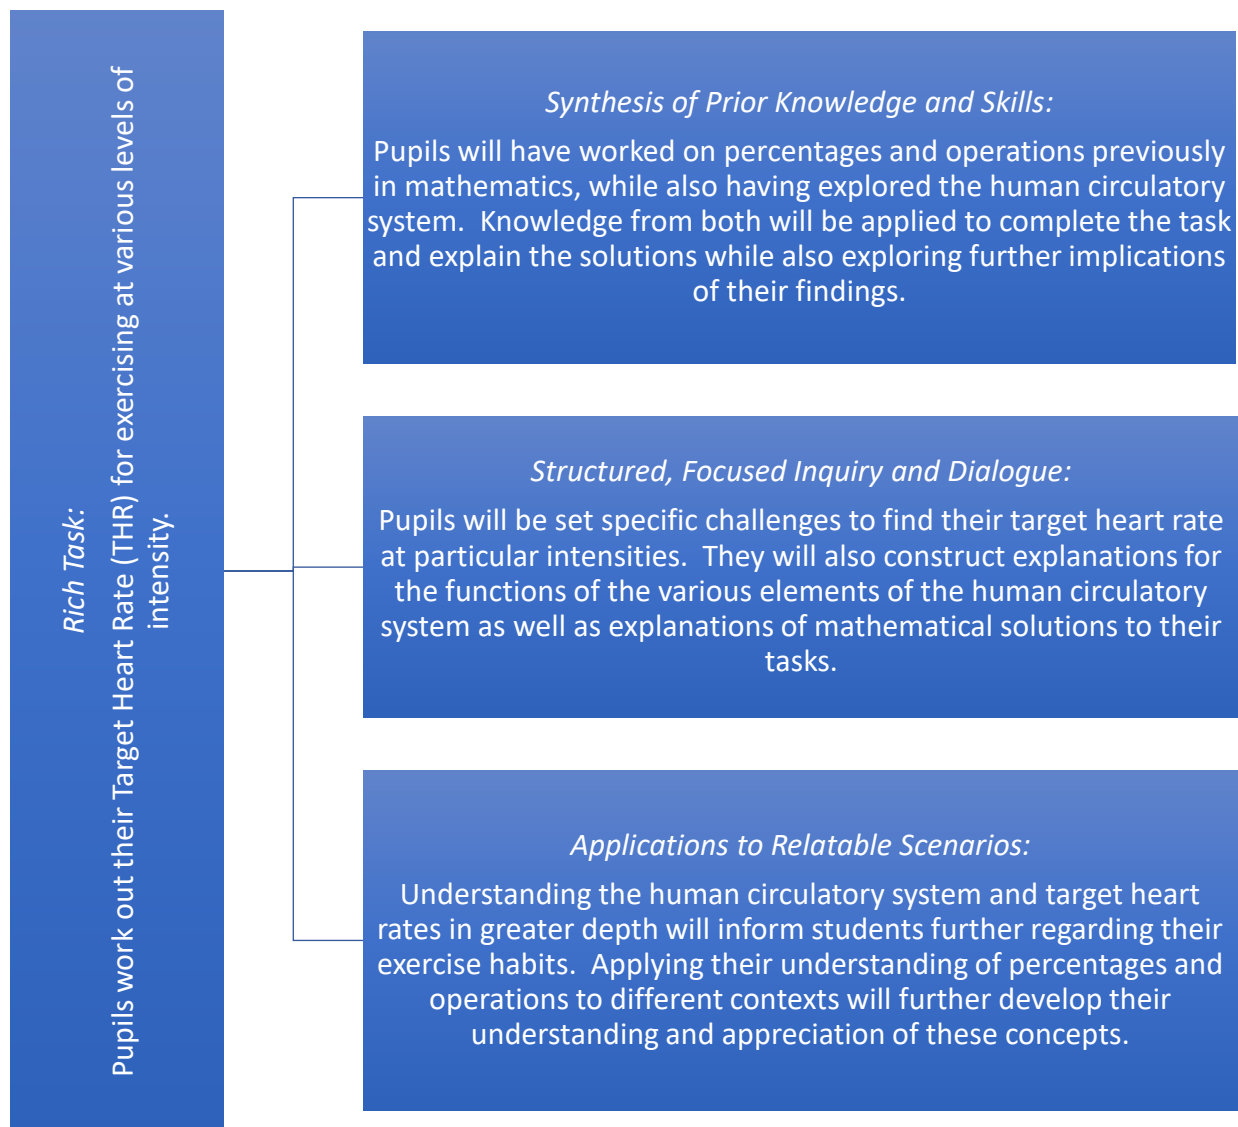 Rich Task:
Pupils work out their Target Heart Rate (THR) for exercising at various levels of
intensity.
Synthesis of Prior Knowledge and Skills:
Pupils will have worked on percentages and operations previously
in mathematics, while also having explored the human circulatory
system.  Knowledge from both will be applied to complete the task
and explain the solutions while also exploring further implications
of their findings.
Structured, Focused Inquiry and Dialogue:
Pupils will be set specific challenges to find their target heart rate
at particular intensities.  They will also construct explanations for
the functions of the various elements of the human circulatory
system as well as explanations of mathematical solutions to their
tasks.
Applications to Relatable Scenarios:
Understanding the human circulatory system and target heart
rates in greater depth will inform students further regarding their
exercise habits.  Applying their understanding of percentages and
operations to different contexts will further develop their
understanding and appreciation of these concepts.